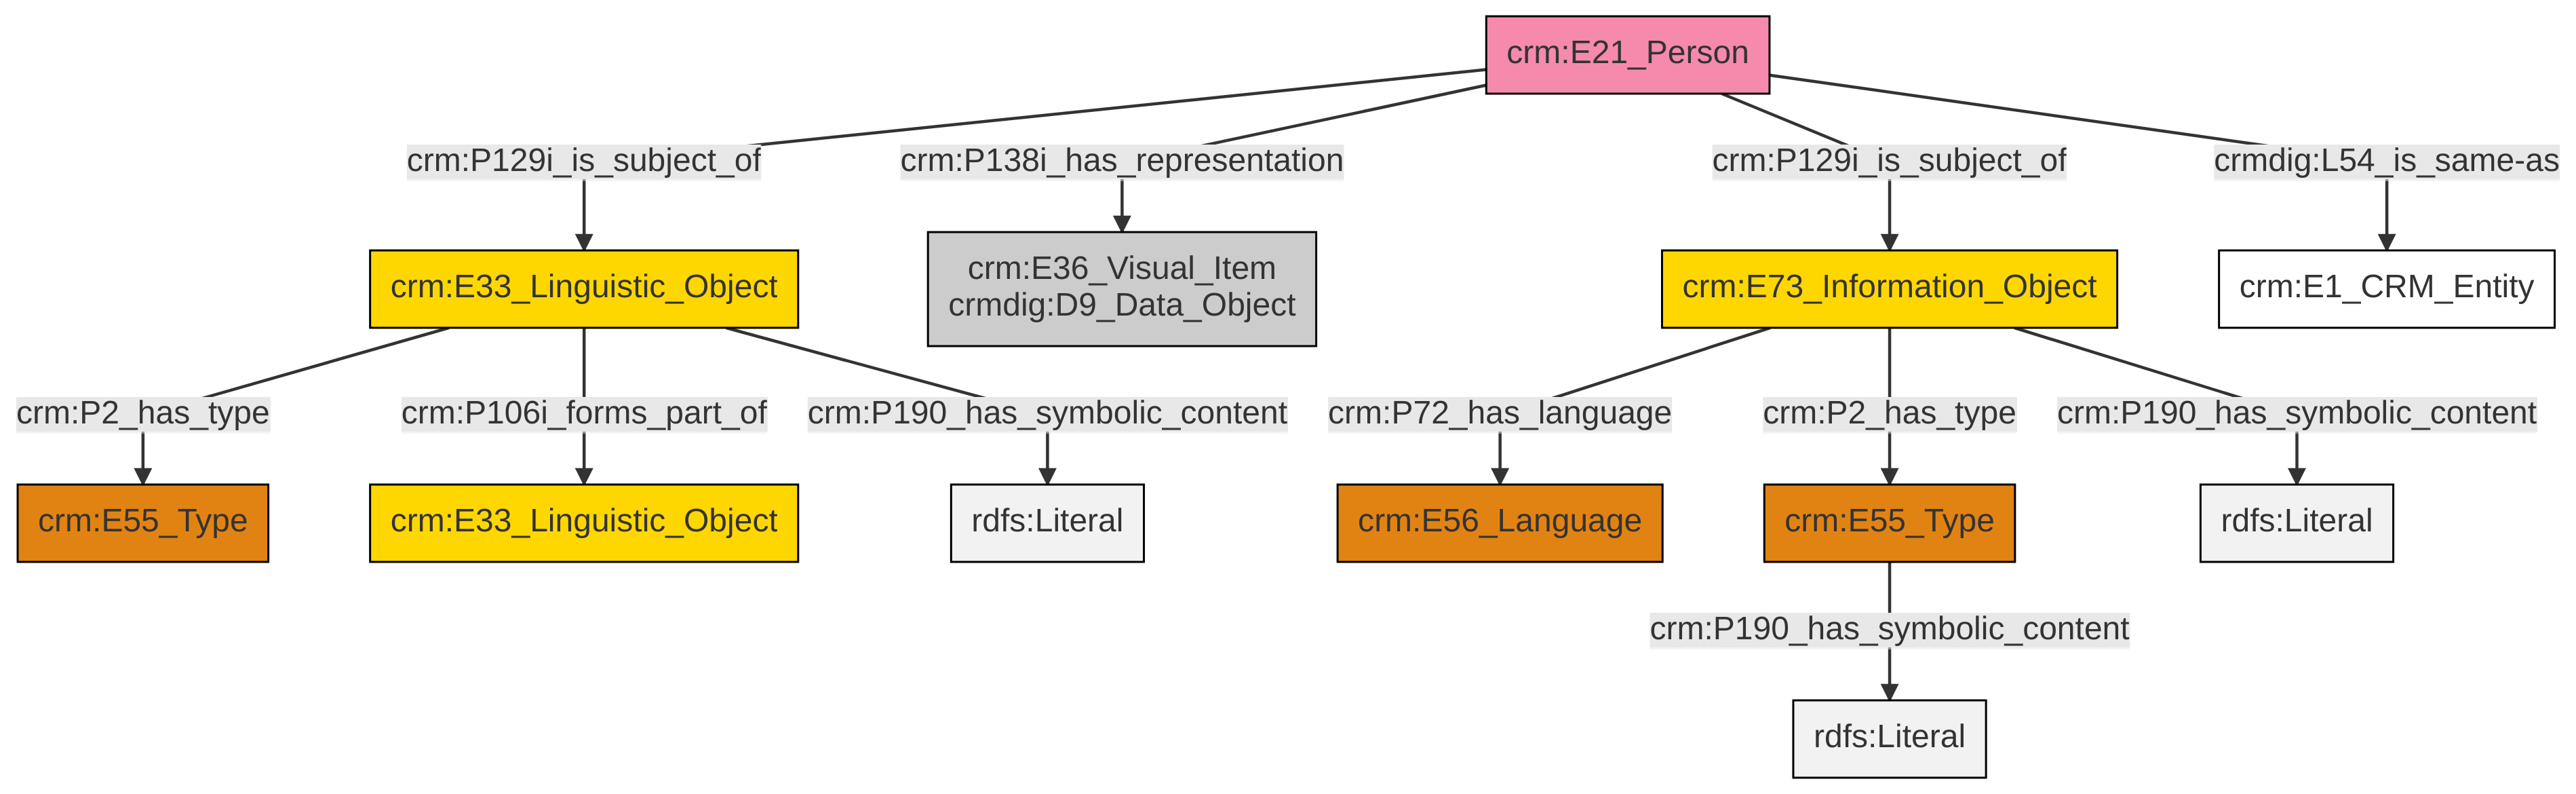 crm:E21_Person
crm:P129i_is_subject_of
crm:P138i_has_representation
crm:P129i_is_subject_of
crmdig:L54_is_same-as
crm:E33_Linguistic_Object
crm:E36_Visual_Item
crmdig:D9_Data_Object
crm:E73_Information_Object
crm:E1_CRM_Entity
crm:P2_has_type
crm:P106i_forms_part_of
crm:P190_has_symbolic_content
crm:P72_has_language
crm:P2_has_type
crm:P190_has_symbolic_content
crm:E55_Type
crm:E33_Linguistic_Object
rdfs:Literal
crm:E56_Language
crm:E55_Type
rdfs:Literal
crm:P190_has_symbolic_content
rdfs:Literal